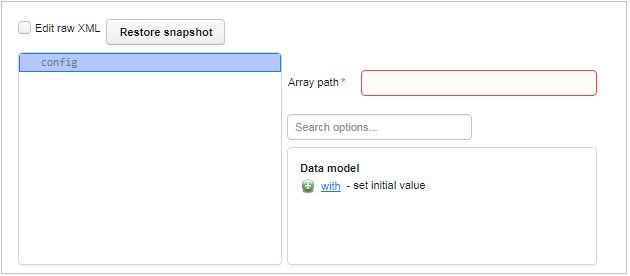 Edit raw XML
Restore snapshot
config
Array path *
Search options...
Data model
with - set initial value